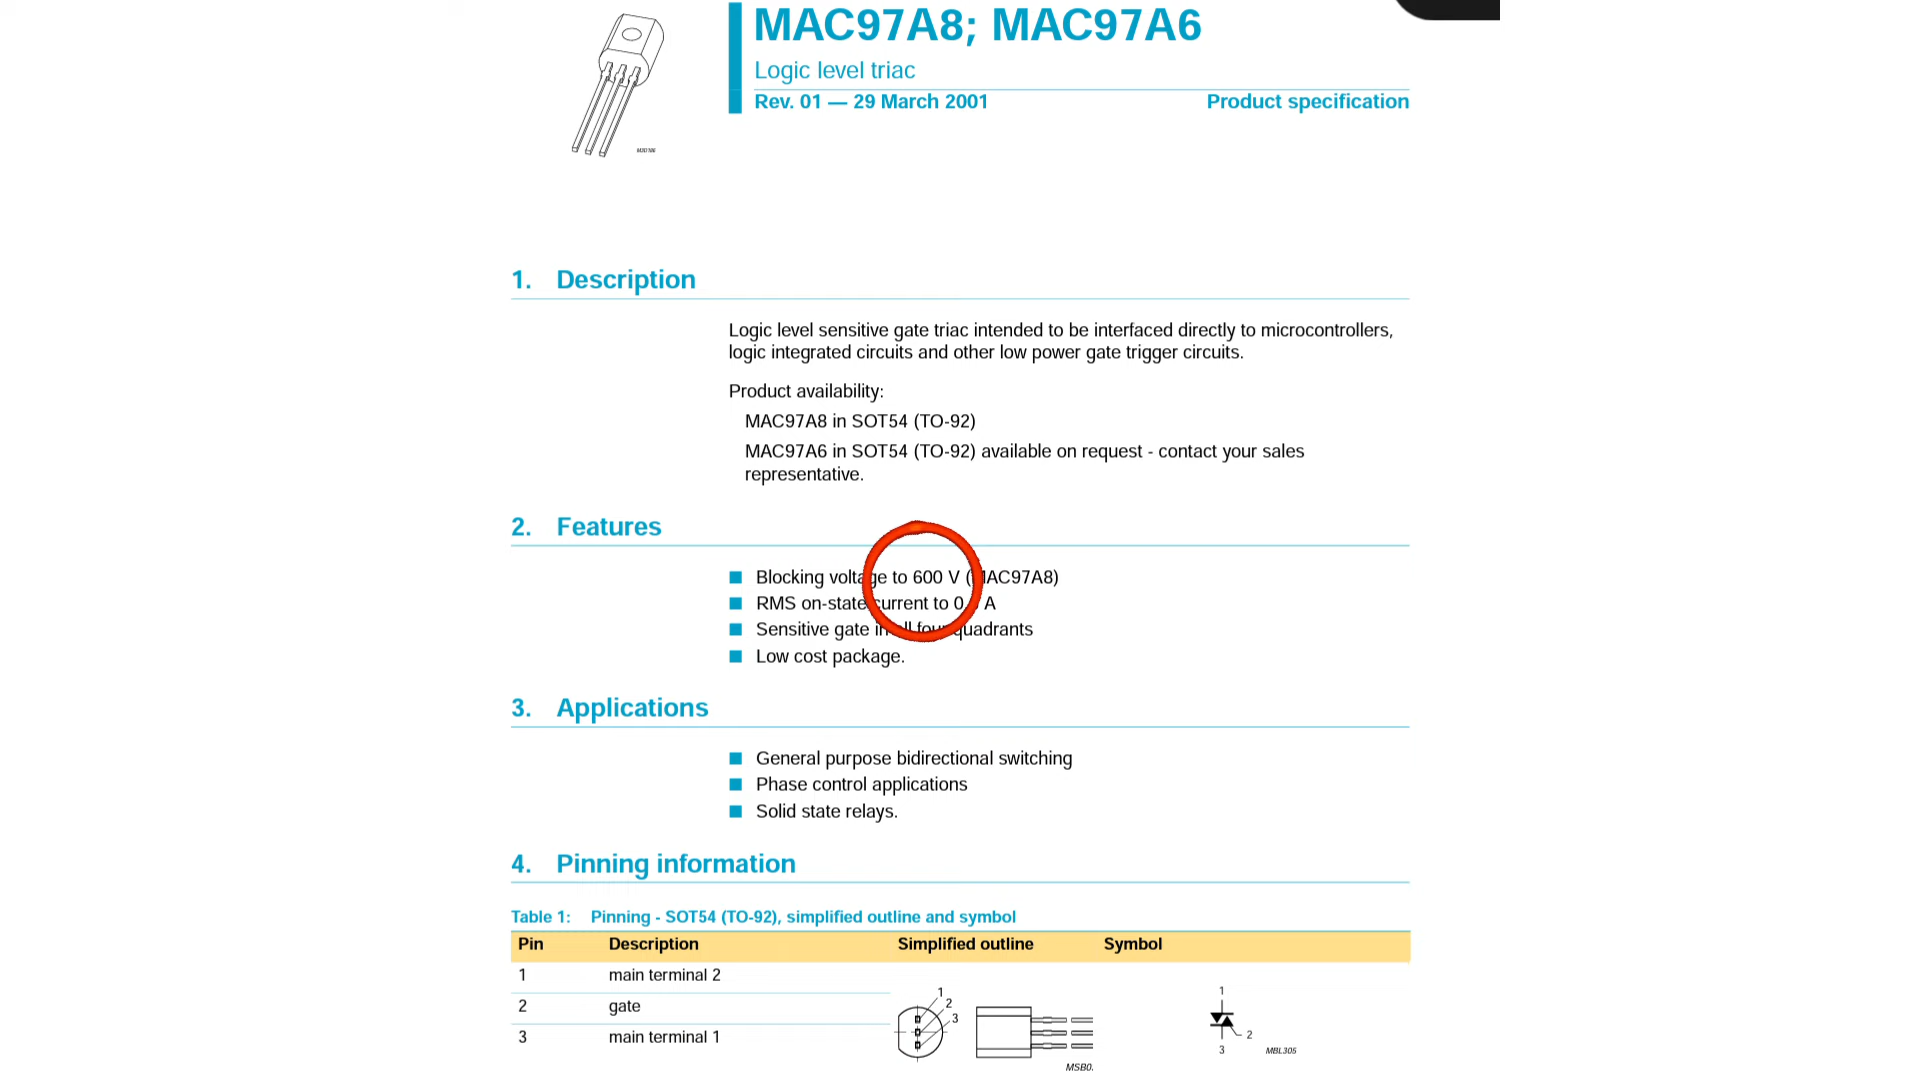 MAC97A8; MAC97A6
Logic level triac
Rev. 01 — 29 March 2001 Product specification
M3D186
1. Description
Logic level sensitive gate triac intended to be interfaced directly to microcontrollers,
logic integrated circuits and other low power gate trigger circuits.
Product availability:
MAC97A8 in SOT54 (TO-92)
MAC97A6 in SOT54 (TO-92) available on request - contact your sales
representative.
2. Features
Blocking voltage to 600 V (MAC97A8)
RMS on-state current to A
Sensitive gate in all four quadrants
Low cost package.
3. Applications
General purpose bidirectional switching
Phase control applications
Solid state relays.
4. Pinning information
Table 1: Pinning - SOT54 (TO-92), simplified outline and symbol
Pin Description Simplified outline Symbol
1 main terminal 2
2 gate
3 main terminal 1
1
2
3
MSB0.
1
2
3
MBL305